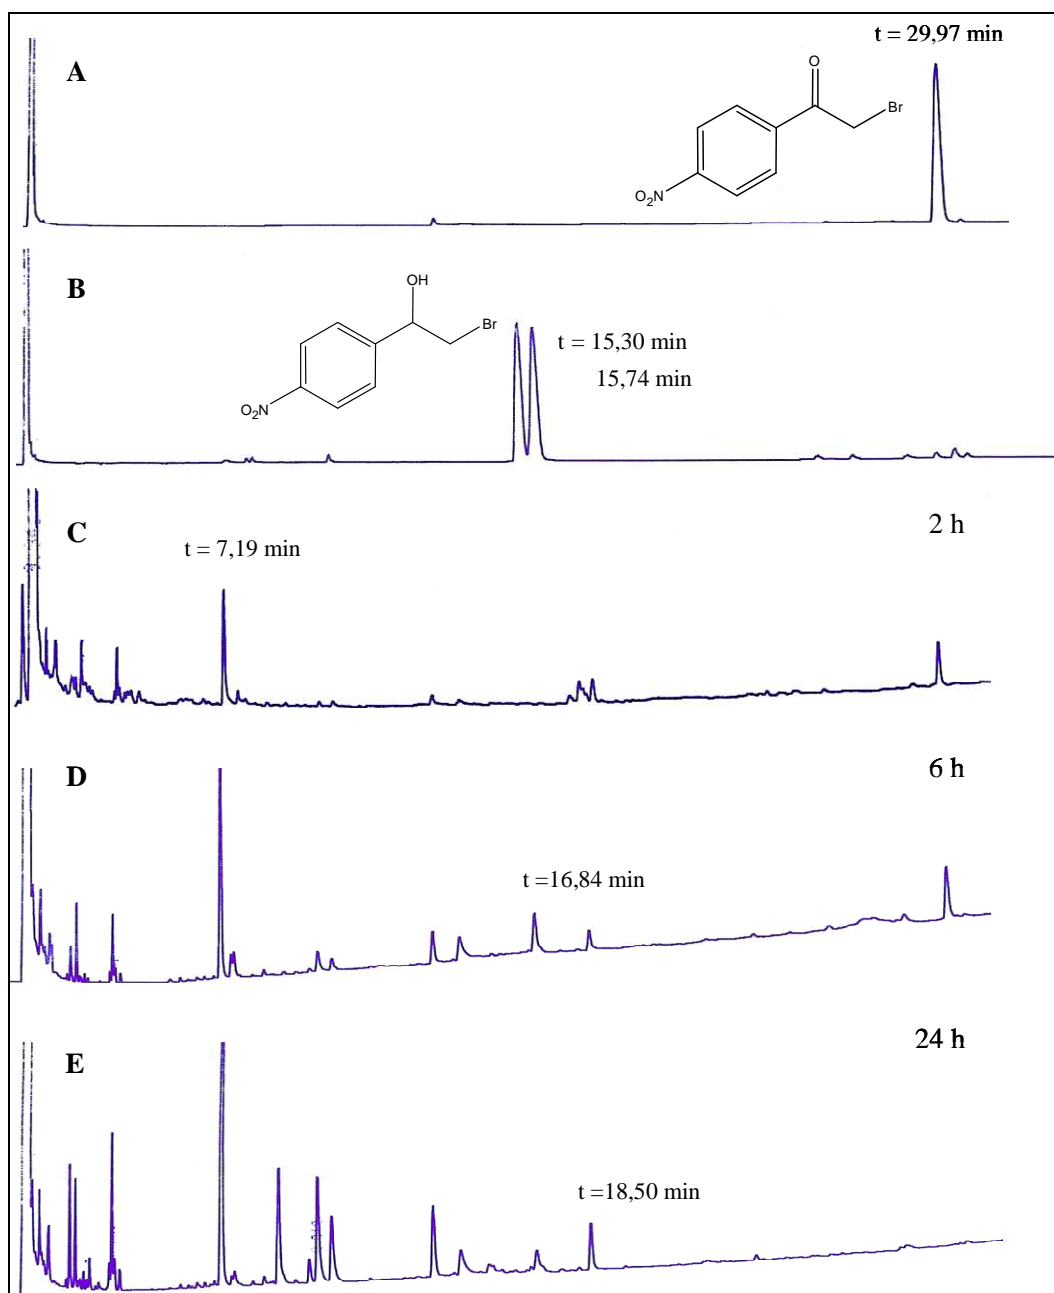 t = 29,97 min
A
O
Br
O2N
B
OH
Br
t = 15,30 min
15,74 min
O2N
C
2 h
t = 7,19 min
D
6 h
t =16,84 min
E
24 h
t =18,50 min